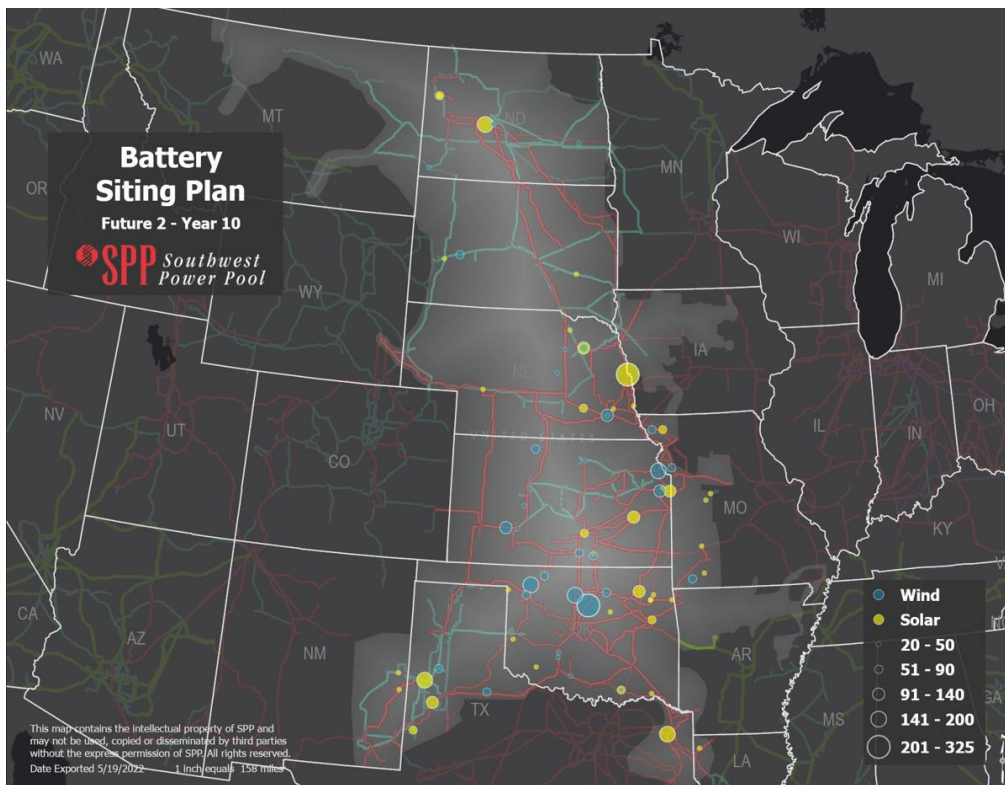 WA
MT
ND
MN
OR
Battery
Siting Plan
Future 2 - Year 10
SPP Southwest
Power Pool
WI
MI
WY
IA
NE
NV
UT
CO
UNITED STATES
IL
IN
OH
MO
KY
CA
AZ
NM
TX
AR
MS
LA
GA
Wind
Solar
20 - 50
51 - 90
91 - 140
141 - 200
201 - 325
This map contains the intellectual property of SPP and
may not be used, copied or disseminated by third parties
without the express permission of SPP. All rights reserved.
Date Exported 5/19/2022 1 inch equals 158 miles